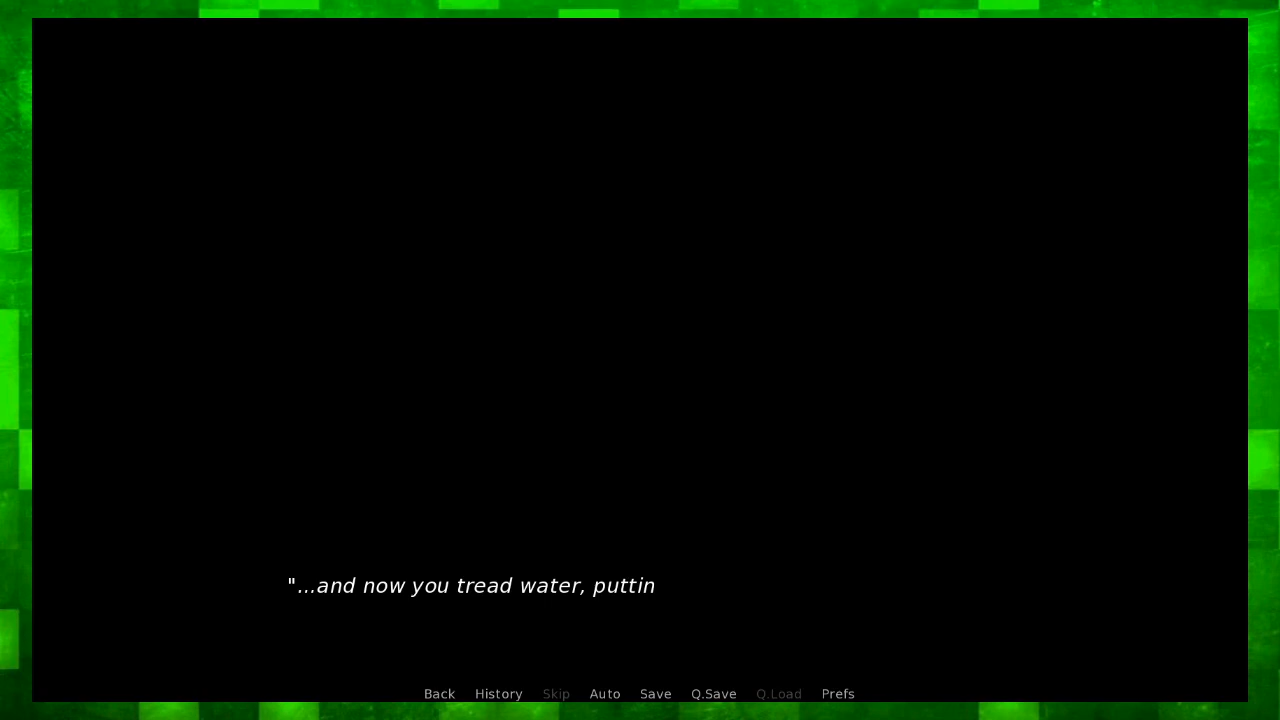 "...and now you tread water, puttin
Back History Skip Auto Save Q.Save Q.Load Prefs